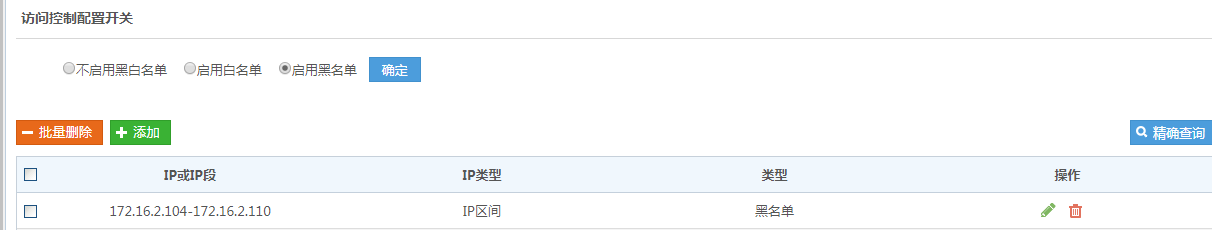 访问控制配置开关
不启用黑白名单 启用白名单 启用黑名单 确定
批量删除 添加 精确查询
IP或IP段 IP类型 类型 操作
172.16.2.104-172.16.2.110 IP区间 黑名单